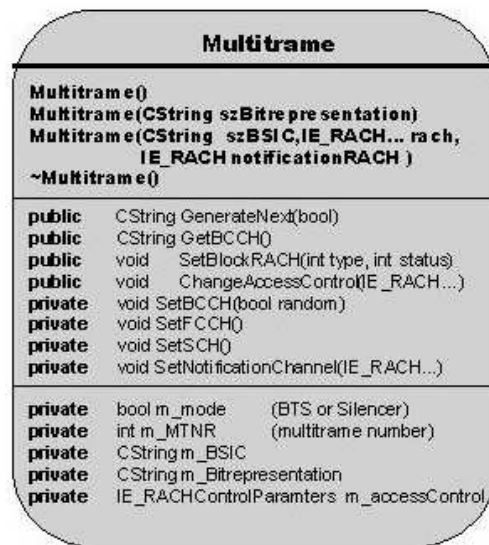 Multitrame
Multitrame()
Multitrame(CString szBitrepresentation)
Multitrame(CString szBSIC,IE_RACH... rach,
IE_RACH notificationRACH )
~Multitrame()
public CString GenerateNext(bool)
public CString GetBCCH()
public void SetBlockRACH(int type, int status)
public void ChangeAccessControl(IE_RACH...)
private void SetBCCH(bool random)
private void SetFCCH()
private void SetSCH()
private void SetNotificationChannel(IE_RACH...)
private bool m_mode (BTS or Silencer)
private int m_MTNR (multitrame number)
private CString m_BSIC
private CString m_Bitrepresentation
private IE_RACHControlParamters m_accessControl